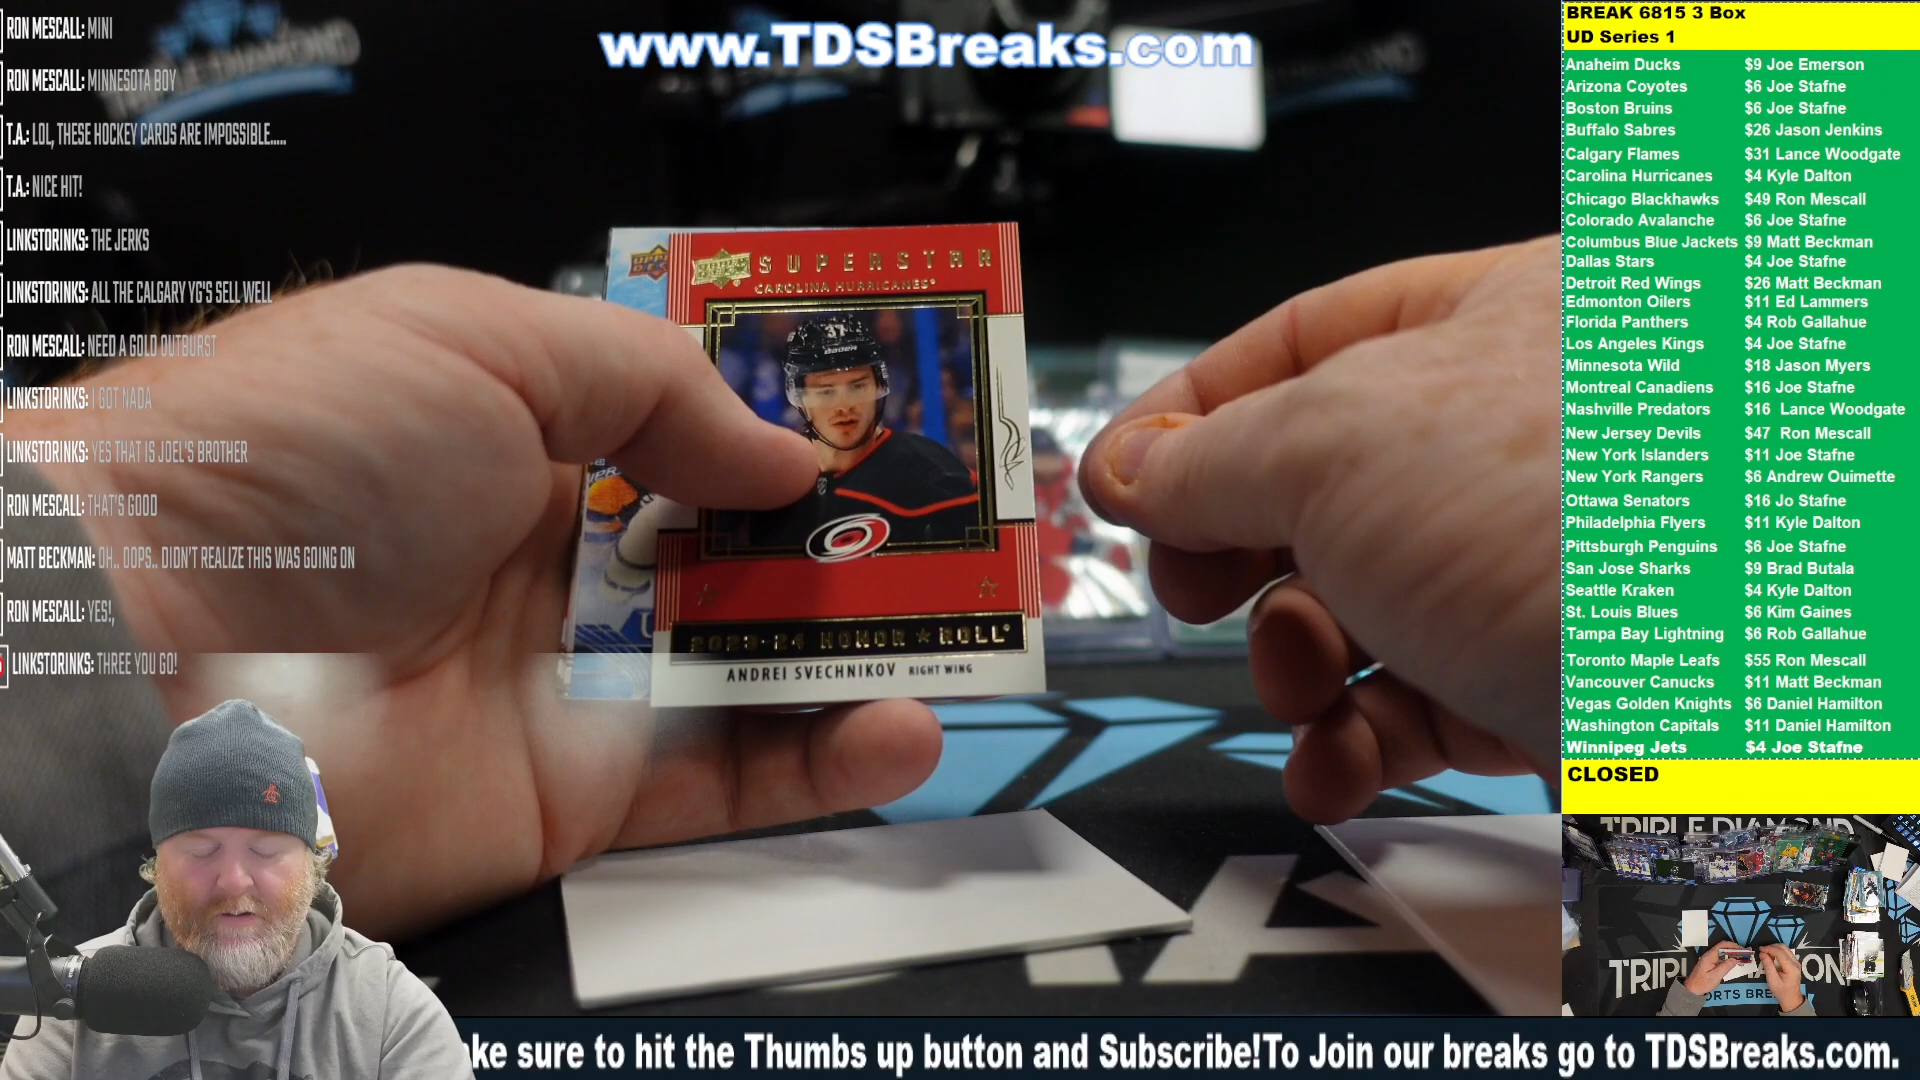 RON MESCALL: MINI
RON MESCALL: MINNESOTA BOY
T.A.: LOL, THESE HOCKEY CARDS ARE IMPOSSIBLE.....
T.A.: NICE HIT!
LINKSTORINKS: THE JERKS
LINKSTORINKS: ALL THE CALGARY YG'S SELL WELL
RON MESCALL: NEED A GOLD OUTBURST
LINKSTORINKS: I GOT NADA
LINKSTORINKS: YES THAT IS JOEL'S BROTHER
RON MESCALL: THAT'S GOOD
MATT BECKMAN: OH.. OOPS.. DIDN'T REALIZE THIS WAS GOING ON
RON MESCALL: YES!,
LINKSTORINKS: THREE YOU GO!
www.TDSBreaks.com
SUPERSTAR
CAROLINA HURRICANES
37
BAUER
2023-24 HONOR ★ ROLL
ANDREI SVECHNIKOV RIGHT WING
BREAK 6815 3 Box
UD Series 1
Anaheim Ducks $9 Joe Emerson
Arizona Coyotes $6 Joe Stafne
Boston Bruins $6 Joe Stafne
Buffalo Sabres $26 Jason Jenkins
Calgary Flames $31 Lance Woodgate
Carolina Hurricanes $4 Kyle Dalton
Chicago Blackhawks $49 Ron Mescall
Colorado Avalanche $6 Joe Stafne
Columbus Blue Jackets $9 Matt Beckman
Dallas Stars $4 Joe Stafne
Detroit Red Wings $26 Matt Beckman
Edmonton Oilers $11 Ed Lammers
Florida Panthers $4 Rob Gallahue
Los Angeles Kings $4 Joe Stafne
Minnesota Wild $18 Jason Myers
Montreal Canadiens $16 Joe Stafne
Nashville Predators $16 Lance Woodgate
New Jersey Devils $47 Ron Mescall
New York Islanders $11 Joe Stafne
New York Rangers $6 Andrew Ouimette
Ottawa Senators $16 Jo Stafne
Philadelphia Flyers $11 Kyle Dalton
Pittsburgh Penguins $6 Joe Stafne
San Jose Sharks $9 Brad Butala
Seattle Kraken $4 Kyle Dalton
St. Louis Blues $6 Kim Gaines
Tampa Bay Lightning $6 Rob Gallahue
Toronto Maple Leafs $55 Ron Mescall
Vancouver Canucks $11 Matt Beckman
Vegas Golden Knights $6 Daniel Hamilton
Washington Capitals $11 Daniel Hamilton
Winnipeg Jets $4 Joe Stafne
CLOSED
TRIPLE DIAMOND
ke sure to hit the Thumbs up button and Subscribe!To Join our breaks go to TDSBreaks.com.